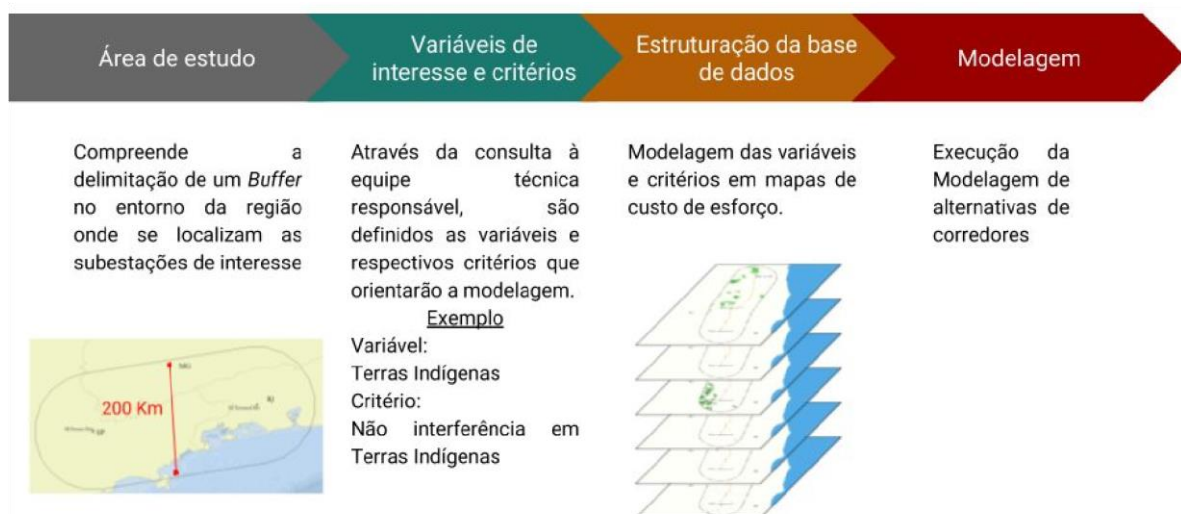 Área de estudo
Variáveis de
interesse e critérios
Estruturação da base
de dados
Modelagem
Compreende a
delimitação de um Buffer
no entorno da região
onde se localizam as
subestações de interesse
200 Km
Através da consulta à
equipe técnica
responsável, são
definidos as variáveis e
respectivos critérios que
orientarão a modelagem.
Exemplo
Variável:
Terras Indígenas
Critério:
Não interferência em
Terras Indígenas
Modelagem das variáveis
e critérios em mapas de
custo de esforço.
Execução da
Modelagem de
alternativas de
corredores